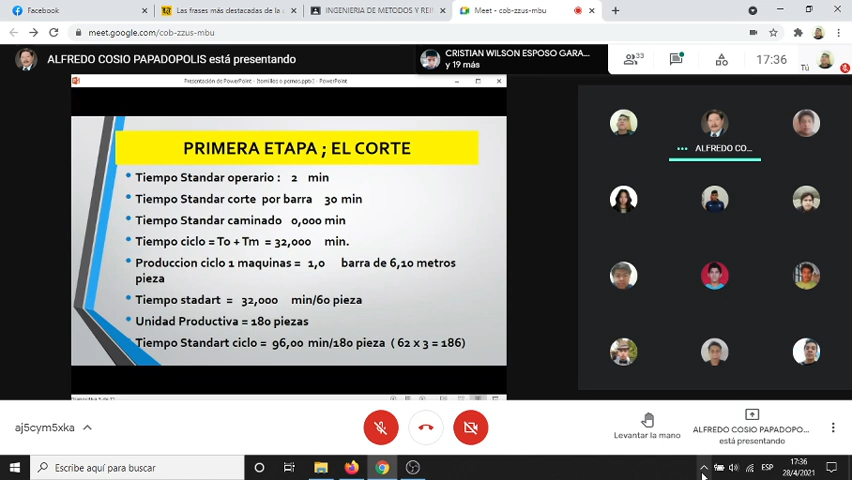 Facebook
Las frases más destacadas de la c
INGENIERIA DE METODOS Y REI
Meet - cob-zzus-mbu
meet.google.com/cob-zzus-mbu
ALFREDO COSIO PAPADOPOLIS está presentando
CRISTIAN WILSON ESPOSO GARA...
y 19 más
33
17:36
Tú
Presentación de PowerPoint - (tornillos o pernos.pptx) - PowerPoint
PRIMERA ETAPA ; EL CORTE
Tiempo Standar operario : 2 min
Tiempo Standar corte por barra 30 min
Tiempo Standar caminado 0,000 min
Tiempo ciclo = To + Tm = 32,000 min.
Produccion ciclo 1 maquinas = 1,0 barra de 6,10 metros
pieza
Tiempo stadart = 32,000 min/60 pieza
Unidad Productiva = 180 piezas
Tiempo Standart ciclo = 96,00 min/180 pieza ( 62 x 3 = 186)
ALFREDO CO...
aj5cym5xka
Levantar la mano
ALFREDO COSIO PAPADOPO...
está presentando
Escribe aquí para buscar
ESP
17:36
28/4/2021